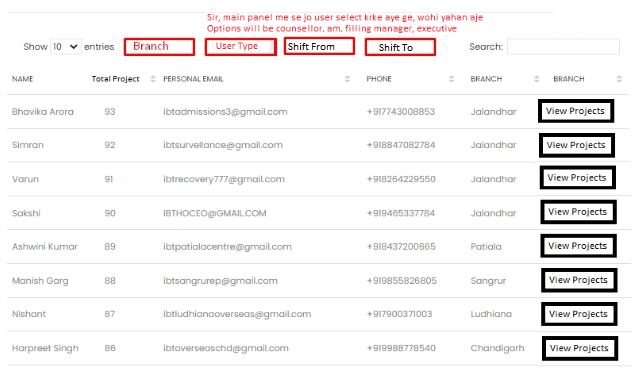 Sir, main panel me se jo user select krke aye ge, wohi yahan aje
Options will be counsellor, am, filling manager, executive
Show 10 entries Branch User Type Shift From Shift To Search:
NAME Total Project PERSONAL EMAIL PHONE BRANCH BRANCH
Bhavika Arora 93 ibtadmissions3@gmail.com +917743008853 Jalandhar View Projects
Simran 92 ibtsurvellance@gmail.com +918847082784 Jalandhar View Projects
Varun 91 ibtrecovery777@gmail.com +918264229550 Jalandhar View Projects
Sakshi 90 IBTHOCEO@GMAIL.COM +919465337784 Jalandhar View Projects
Ashwini Kumar 89 ibtpatialacentre@gmail.com +918437200665 Patiala View Projects
Manish Garg 88 ibtsangrurep@gmail.com +919855826805 Sangrur View Projects
Nishant 87 ibtludhianaoverseas@gmail.com +917900371003 Ludhiana View Projects
Harpreet Singh 86 ibtoverseaschd@gmail.com +919988778540 Chandigarh View Projects